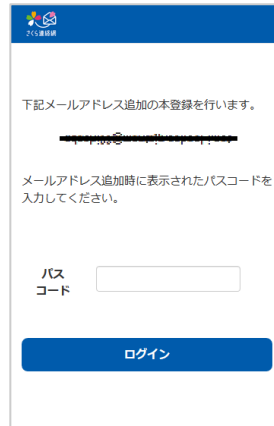 さくら連絡網
下記メールアドレス追加の本登録を行います。
メールアドレス追加時に表示されたパスコードを
入力してください。
パス
コード
ログイン